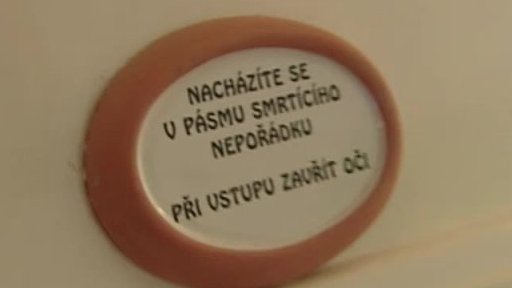 NACHÁZÍTE SE
V PÁSMU SMRTÍCÍHO
NEPOŘÁDKU
PŘI VSTUPU ZAVŘÍT OČI